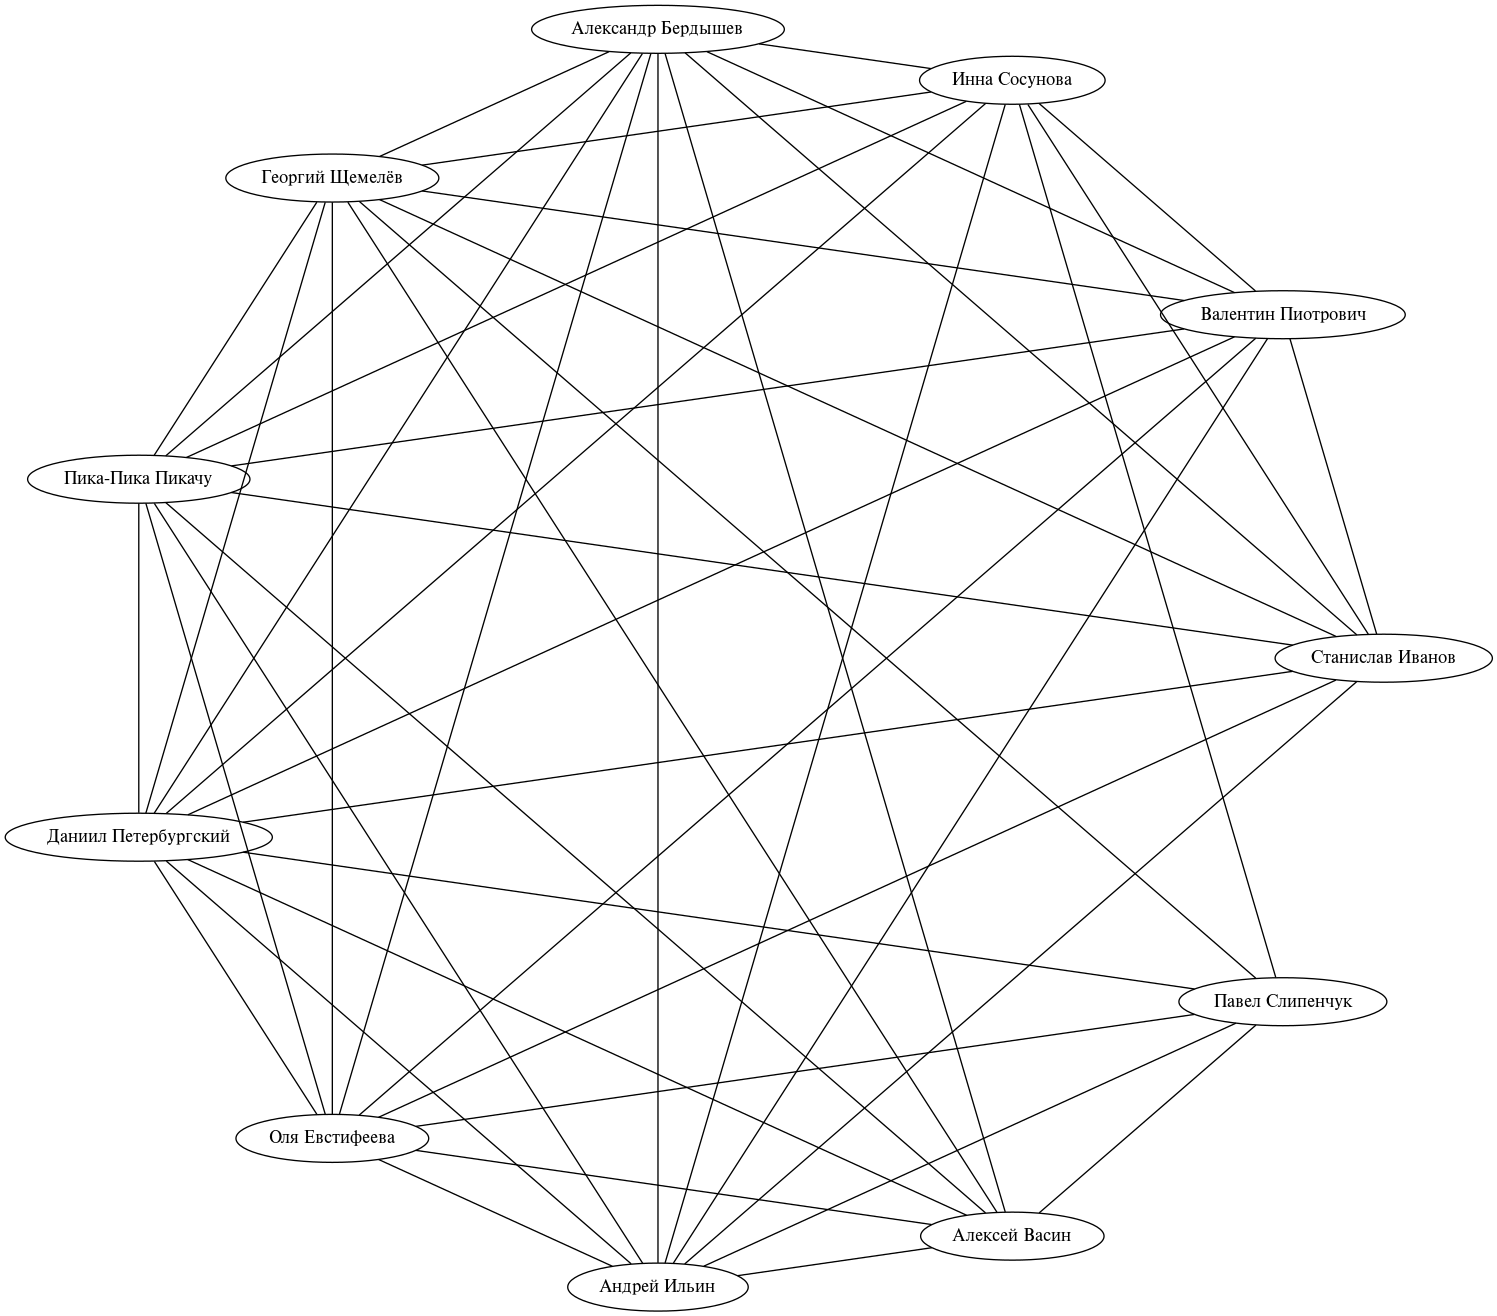 Александр Бердышев
Инна Сосунова
Георгий Щемелёв
Валентин Пиотрович
Пика-Пика Пикачу
Станислав Иванов
Даниил Петербургский
Павел Слипенчук
Оля Евстифеева
Алексей Васин
Андрей Ильин